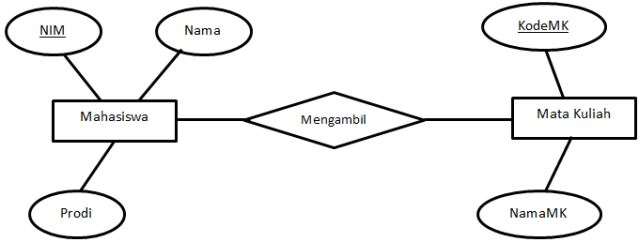 NIM
Nama
KodeMK
Mahasiswa
Mengambil
Mata Kuliah
Prodi
NamaMK